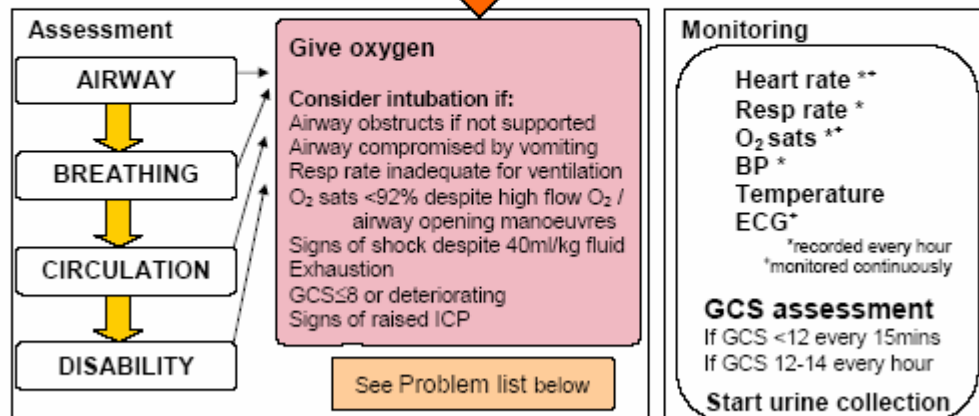 Assessment
AIRWAY
BREATHING
CIRCULATION
DISABILITY
Give oxygen
Consider intubation if:
Airway obstructs if not supported
Airway compromised by vomiting
Resp rate inadequate for ventilation
O₂ sats <92% despite high flow O₂ /
airway opening manoeuvres
Signs of shock despite 40ml/kg fluid
Exhaustion
GCS≤8 or deteriorating
Signs of raised ICP
See Problem list below
Monitoring
Heart rate *⁺
Resp rate *
O₂ sats *⁺
BP *
Temperature
ECG⁺
*recorded every hour
⁺monitored continuously
GCS assessment
If GCS <12 every 15mins
If GCS 12-14 every hour
Start urine collection